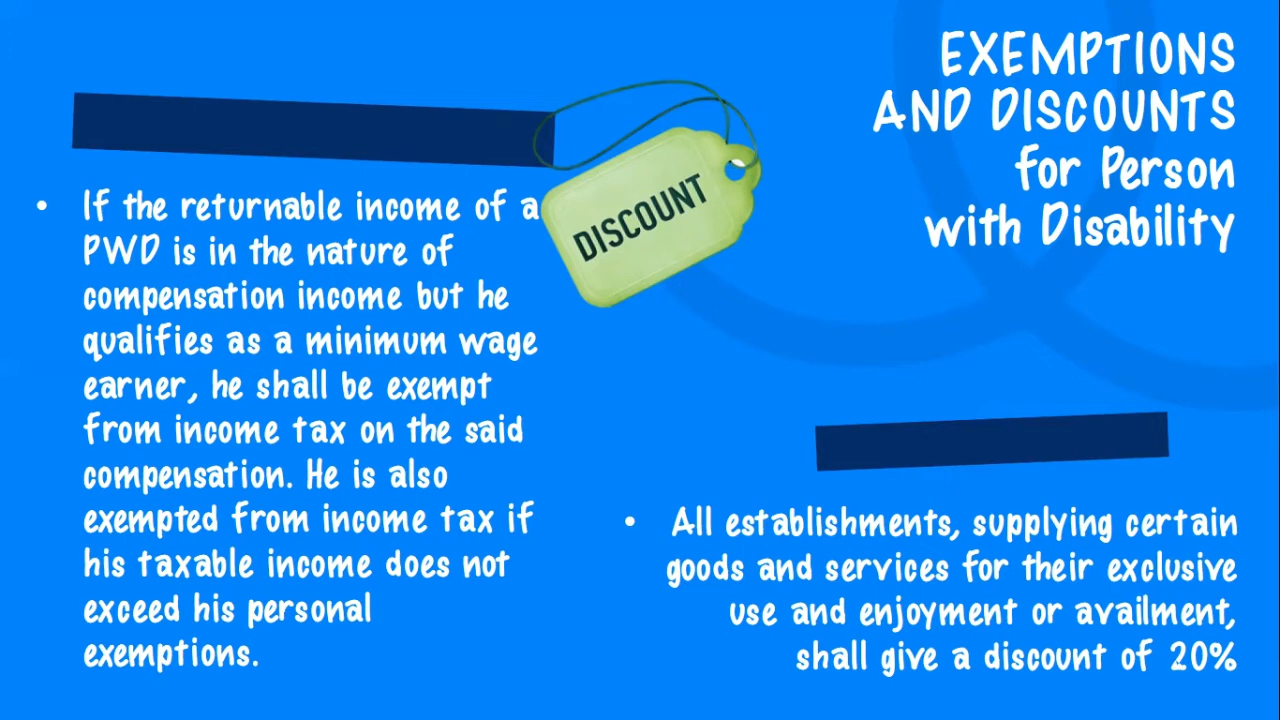 EXEMPTIONS
AND DISCOUNTS
for Person
with Disability
DISCOUNT
• If the returnable income of a
PWD is in the nature of
compensation income but he
qualifies as a minimum wage
earner, he shall be exempt
from income tax on the said
compensation. He is also
exempted from income tax if
his taxable income does not
exceed his personal
exemptions.
• All establishments, supplying certain
goods and services for their exclusive
use and enjoyment or availment,
shall give a discount of 20%